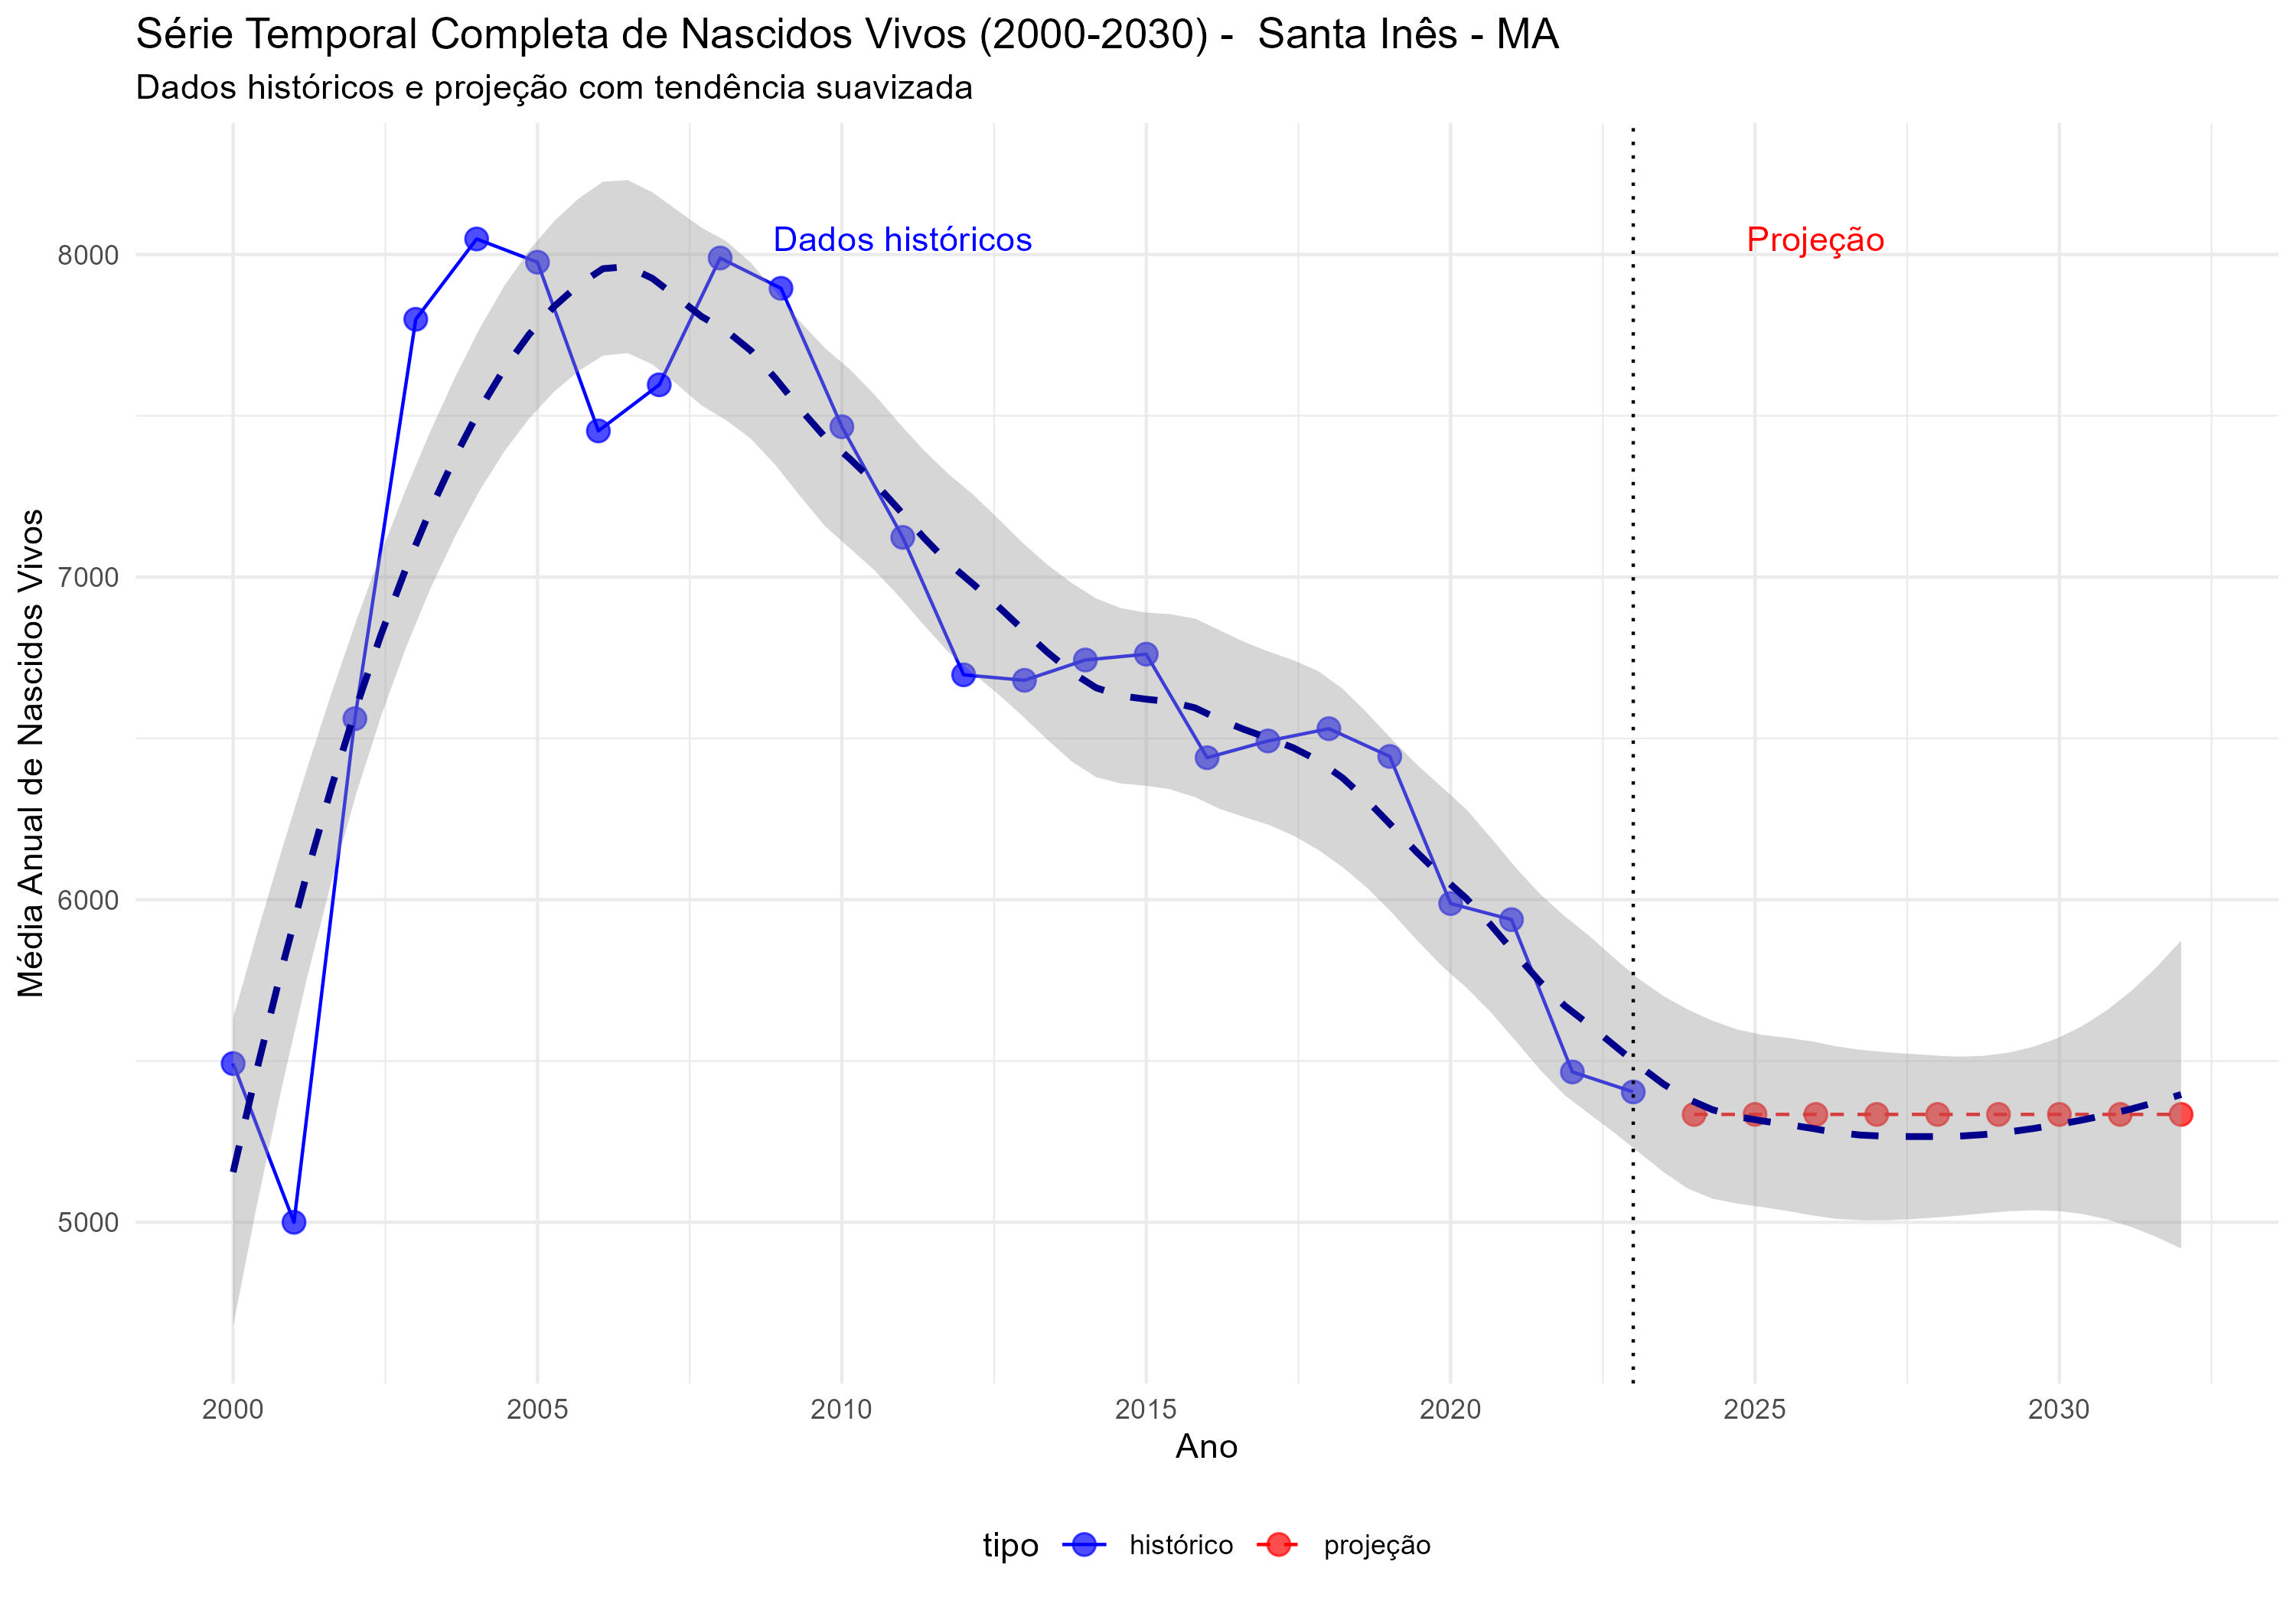 Série Temporal Completa de Nascidos Vivos (2000-2030) -  Santa Inês - MA
Dados históricos e projeção com tendência suavizada
Média Anual de Nascidos Vivos
8000
7000
6000
5000
Dados históricos
Projeção
2000 2005 2010 2015 2020 2025 2030
Ano
tipo histórico projeção